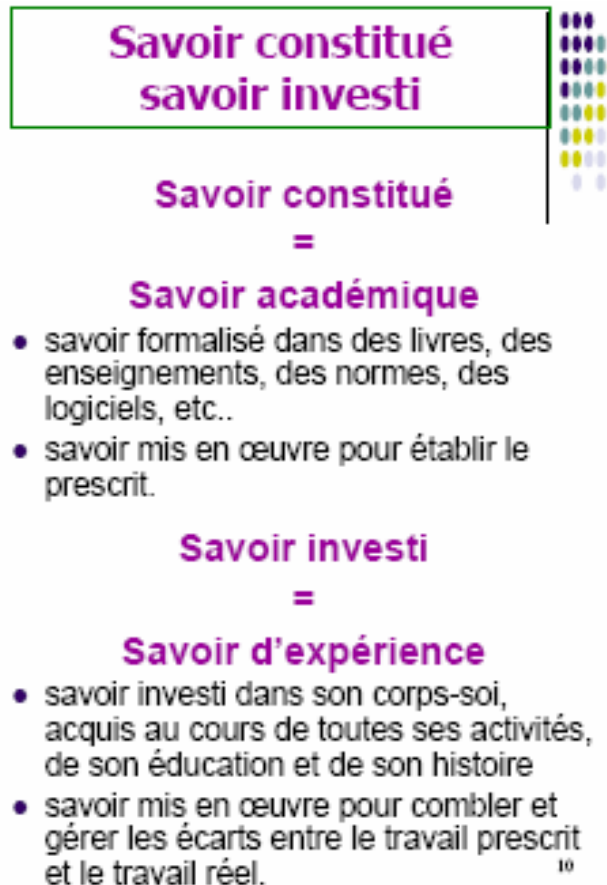 Savoir constitué
savoir investi
Savoir constitué
=
Savoir académique
• savoir formalisé dans des livres, des
enseignements, des normes, des
logiciels, etc..
• savoir mis en œuvre pour établir le
prescrit.
Savoir investi
=
Savoir d'expérience
• savoir investi dans son corps-soi,
acquis au cours de toutes ses activités,
de son éducation et de son histoire
• savoir mis en œuvre pour combler et
gérer les écarts entre le travail prescrit
et le travail réel.
10